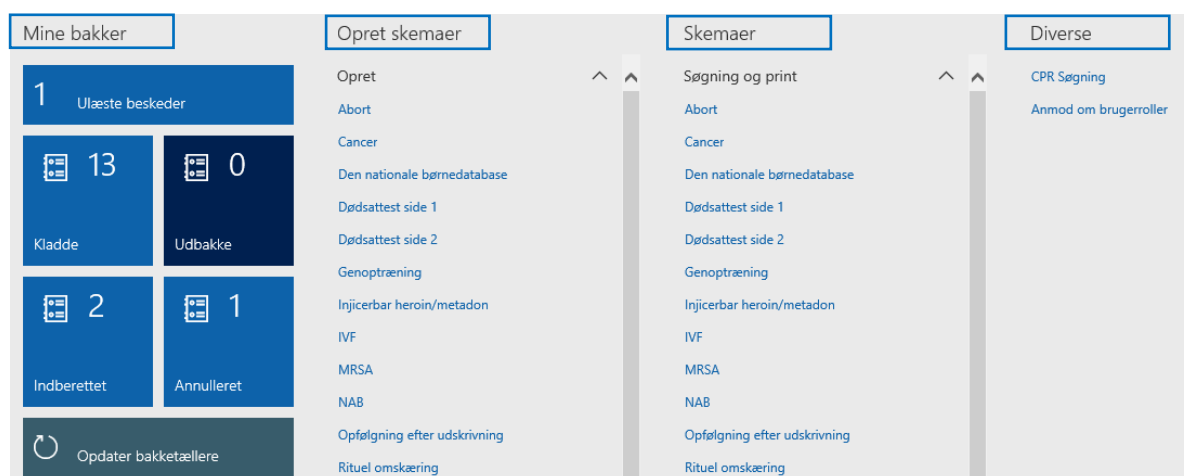 Mine bakker
1
Ulæste beskeder
13
Kladde
0
Udbakke
2
Indberettet
1
Annulleret
Opdater bakketællere
Opret skemaer
Opret
Abort
Cancer
Den nationale børnedatabase
Dødsattest side 1
Dødsattest side 2
Genoptræning
Injicerbar heroin/metadon
IVF
MRSA
NAB
Opfølgning efter udskrivning
Rituel omskæring
Skemaer
Søgning og print
Abort
Cancer
Den nationale børnedatabase
Dødsattest side 1
Dødsattest side 2
Genoptræning
Injicerbar heroin/metadon
IVF
MRSA
NAB
Opfølgning efter udskrivning
Rituel omskæring
Diverse
CPR Søgning
Anmod om brugerroller